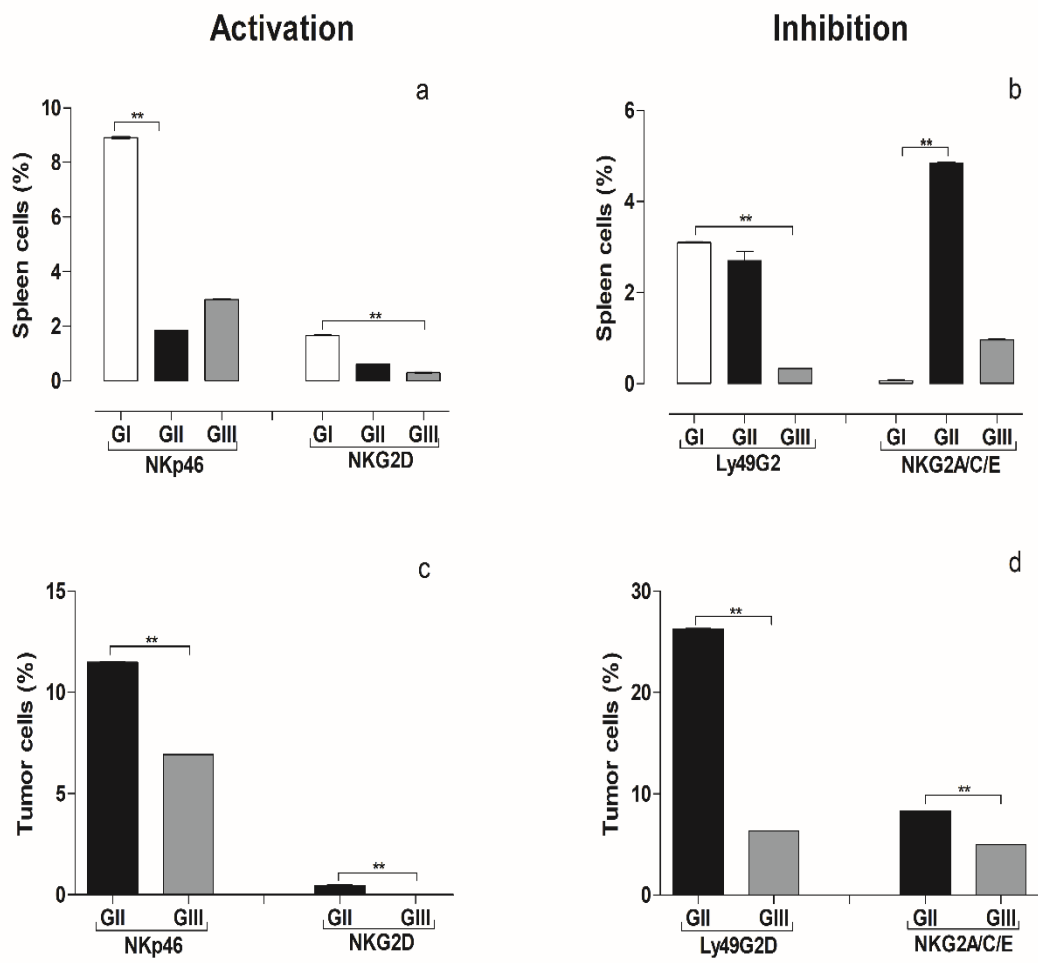 Activation
Inhibition
a
Spleen cells (%)
10
8
6
4
2
0
**
**
GI GII GIII GI GII GIII
NKp46 NKG2D
b
Spleen cells (%)
6
4
2
0
**
**
GI GII GIII GI GII GIII
Ly49G2 NKG2A/C/E
c
Tumor cells (%)
15
10
5
0
**
**
GII GIII GII GIII
NKp46 NKG2D
d
Tumor cells (%)
30
20
10
0
**
**
GII GIII GII GIII
Ly49G2D NKG2A/C/E